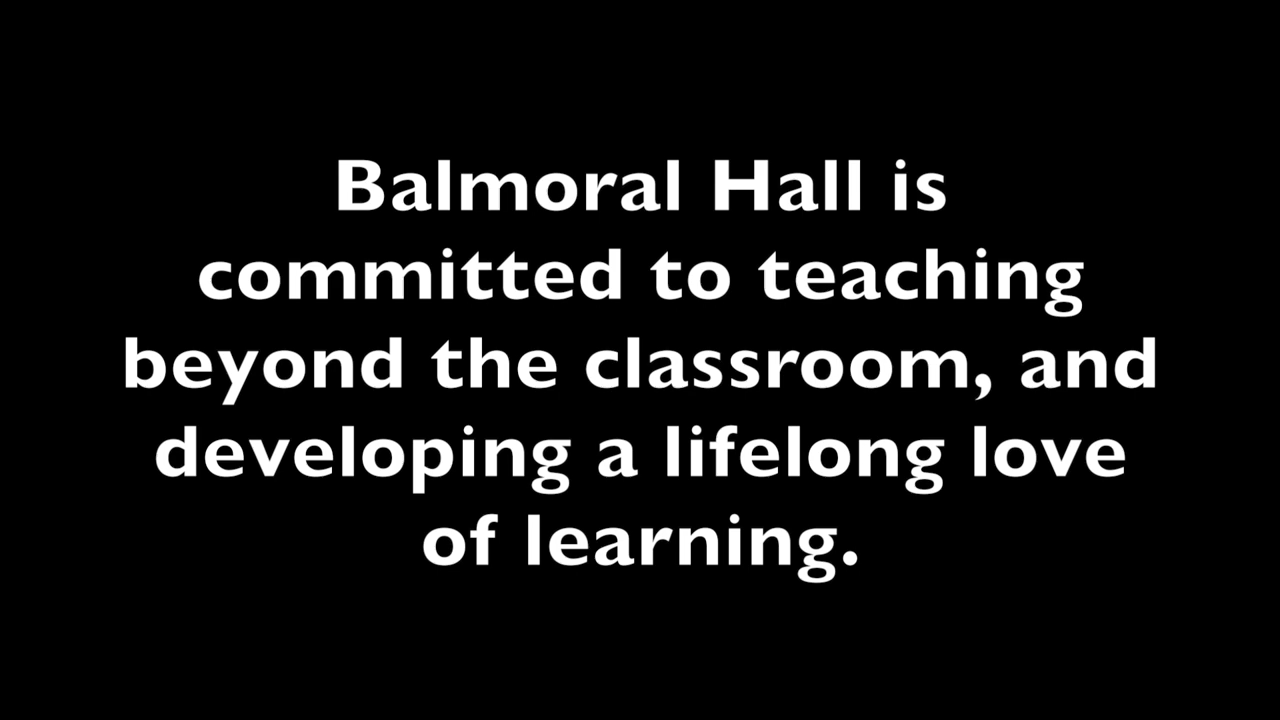 Balmoral Hall is
committed to teaching
beyond the classroom, and
developing a lifelong love
of learning.